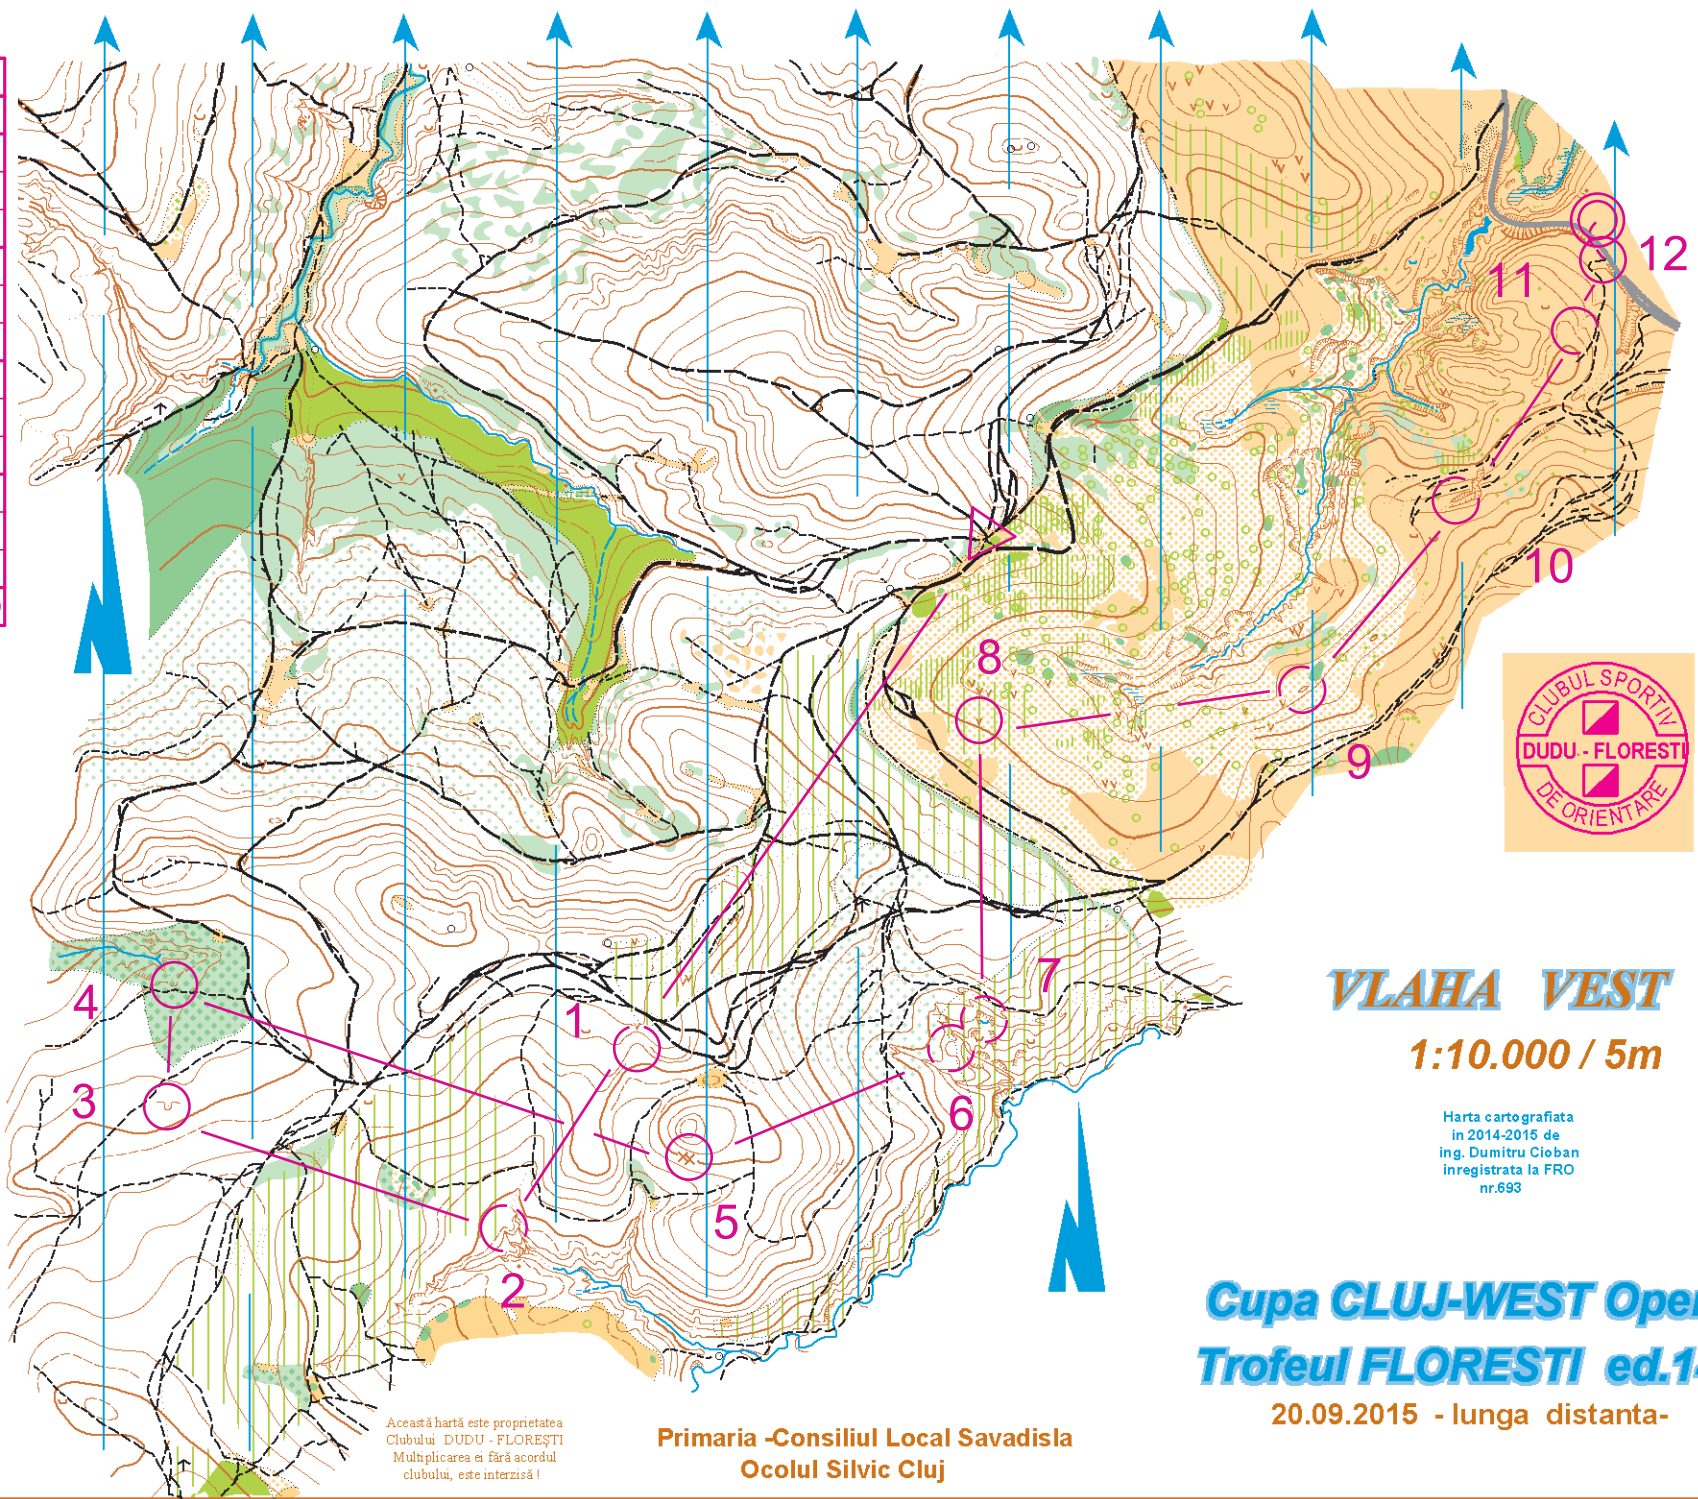 12
11
10
8
9
7
4
1
3
6
5
2
CLUBUL SPORTIV
DUDU - FLORESTI
DE ORIENTARE
VLAHA VEST
1:10.000 / 5m
Harta cartografiata
in 2014-2015 de
ing. Dumitru Cioban
inregistrata la FRO
nr.693
Cupa CLUJ-WEST Open
Trofeul FLORESTI ed.14
20.09.2015 - lunga distanta-
Această hartă este proprietatea
Clubului DUDU - FLOREŞTI
Multiplicarea ei fără acordul
clubului, este interzisă !
Primaria -Consiliul Local Savadisla
Ocolul Silvic Cluj